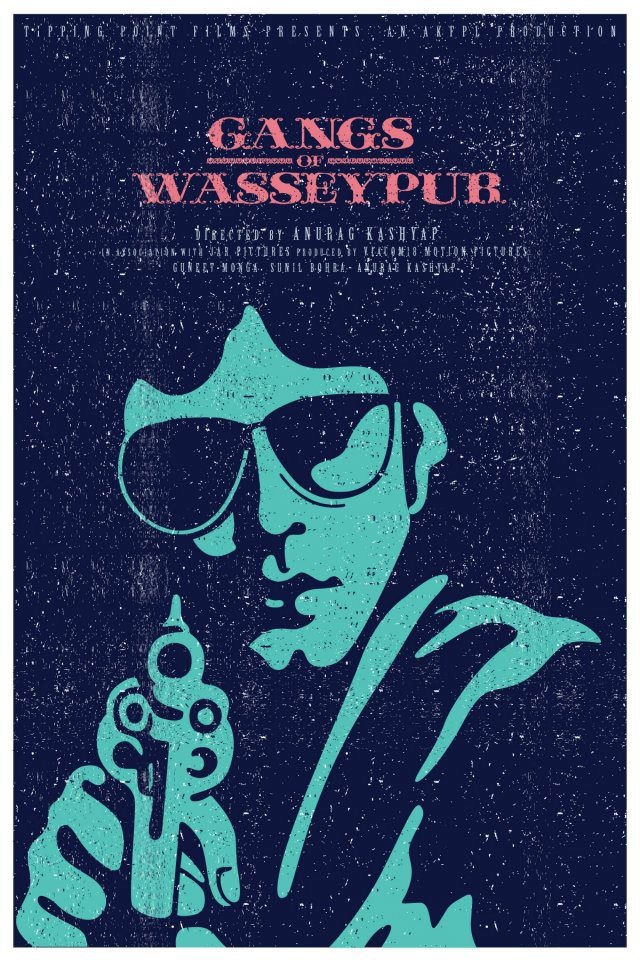 TIPPING POINT FILMS PRESENTS AN AKFPL PRODUCTION
GANGS
OF
WASSEYPUR
DIRECTED BY ANURAG KASHYAP
IN ASSOCIATION WITH JAR PICTURES PRODUCED BY VIACOM18 MOTION PICTURES
GUNEET MONGA, SUNIL BOHRA, ANURAG KASHYAP